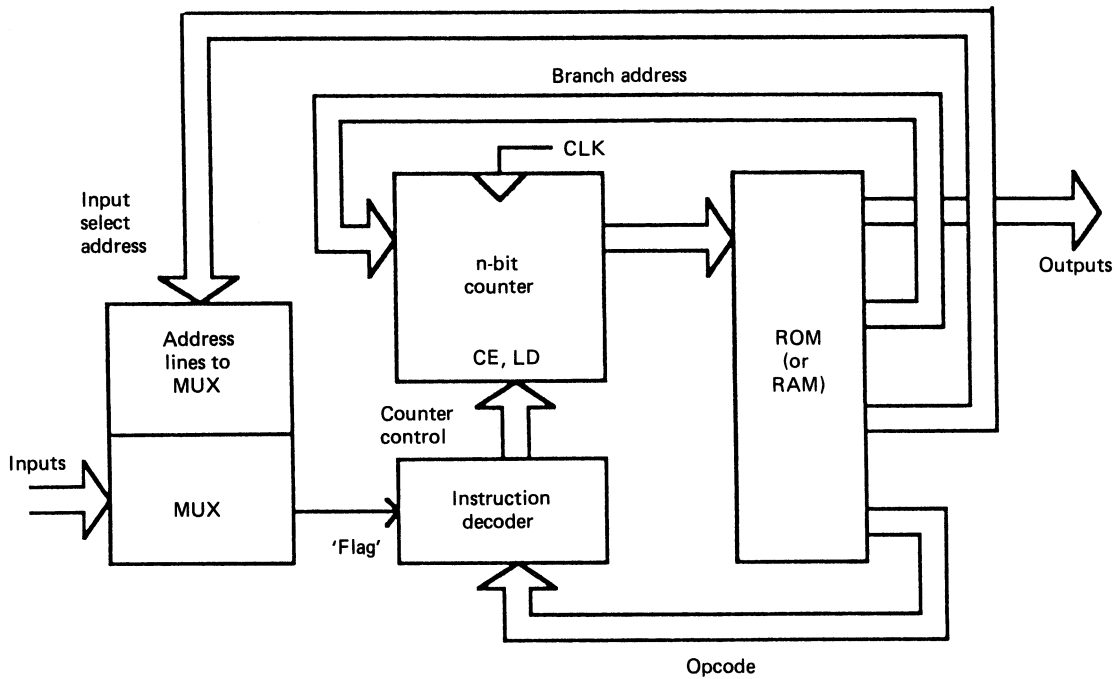 Branch address
CLK
Input
select
address
n-bit
counter
Outputs
Address
lines to
MUX
ROM
(or
RAM)
CE, LD
Counter
control
Inputs
MUX
Instruction
decoder
'Flag'
Opcode